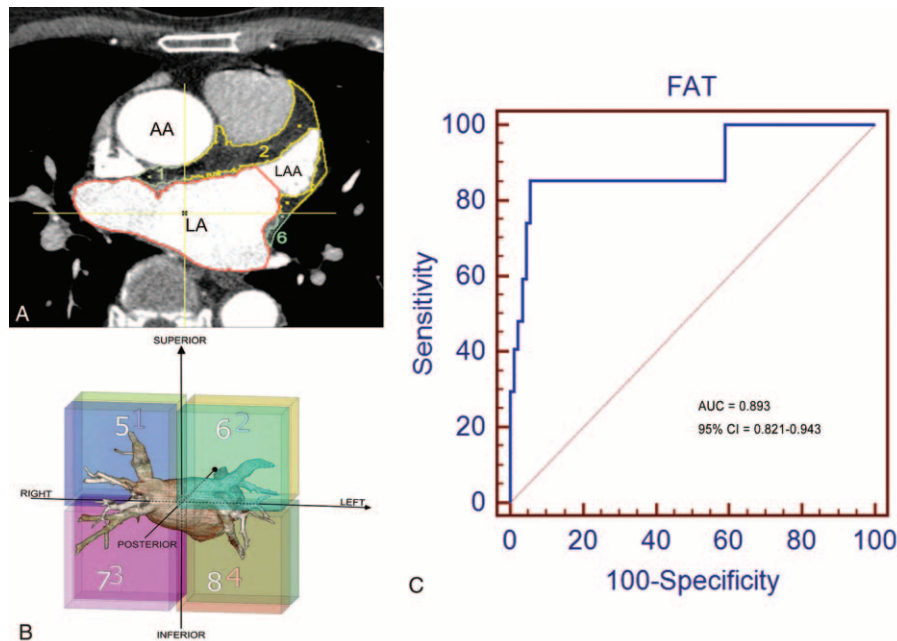 AA
2
1
LAA
LA
6
A
SUPERIOR
5 1
6 2
RIGHT
LEFT
POSTERIOR
7 3
8 4
INFERIOR
B
FAT
100
80
60
40
20
0
Sensitivity
AUC = 0.893
95% CI = 0.821-0.943
0 20 40 60 80 100
100-Specificity
C